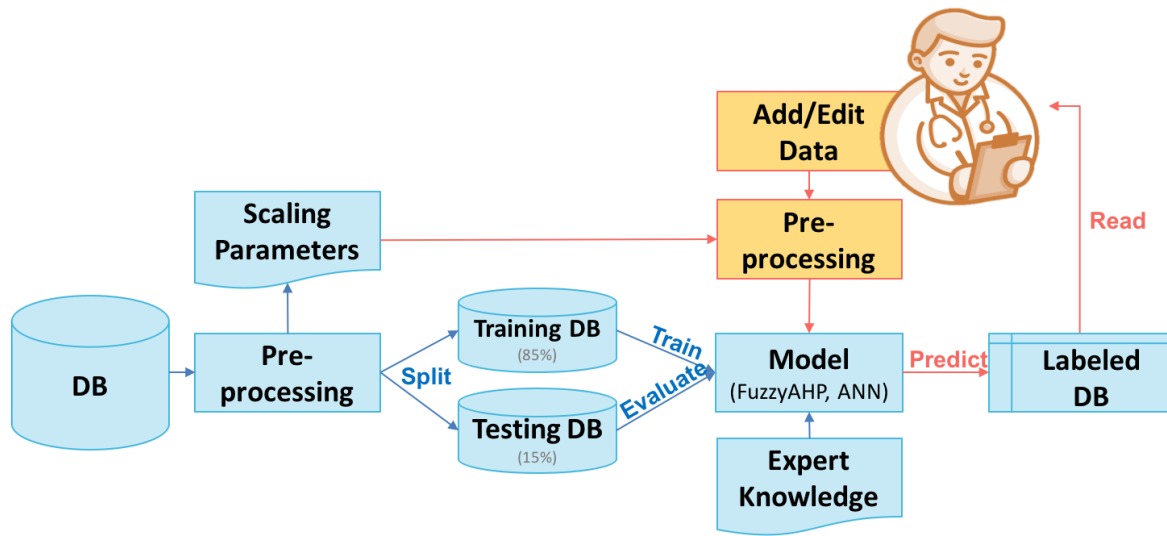 Add/Edit
Data
Scaling
Parameters
Pre-
processing
Read
DB
Pre-
processing
Split
Training DB
(85%)
Testing DB
(15%)
Train
Evaluate
Model
(FuzzyAHP, ANN)
Predict
Labeled
DB
Expert
Knowledge